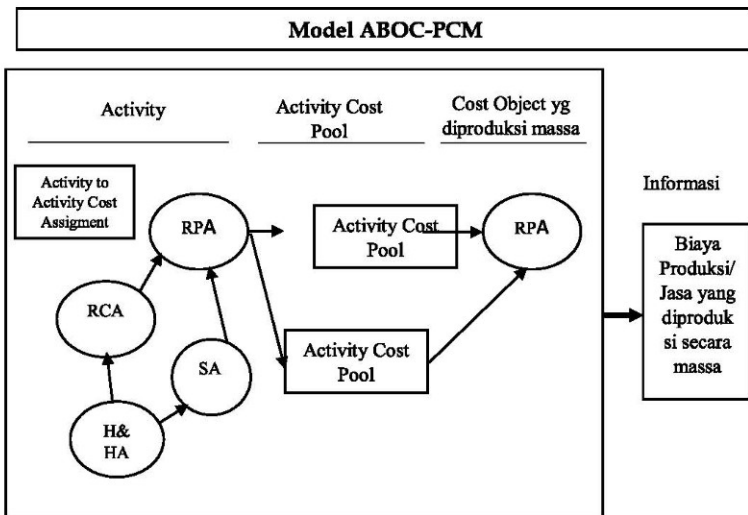 Model ABOC-PCM
Activity
Activity Cost
Pool
Cost Object yg
diproduksi massa
Activity to
Activity Cost
Assigment
RPA
Activity Cost
Pool
RPA
RCA
SA
Activity Cost
Pool
H&
HA
Informasi
Biaya
Produksi/
Jasa yang
diproduk
si secara
massa